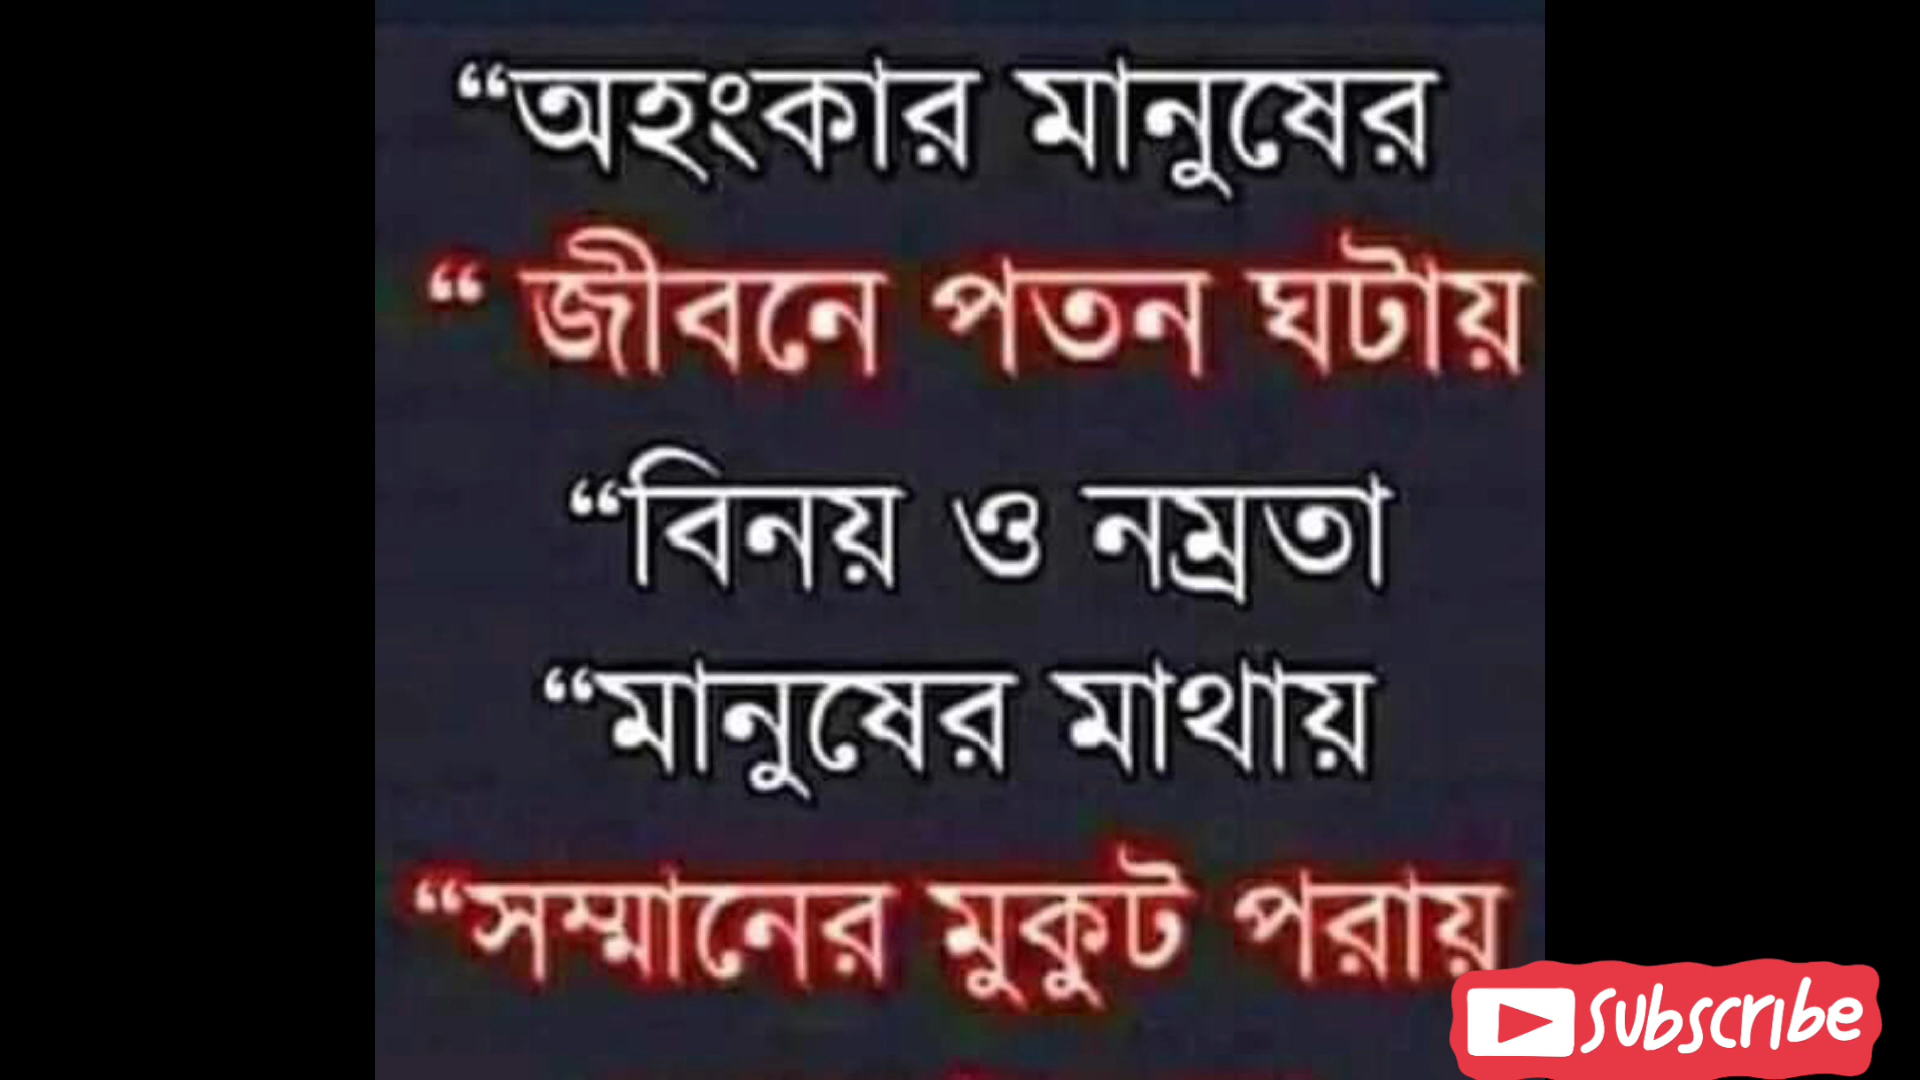 “অহংকার মানুষের
“ জীবনে পতন ঘটায়
“বিনয় ও নম্রতা
“মানুষের মাথায়
“সম্মানের মুকুট পরায়
Subscribe